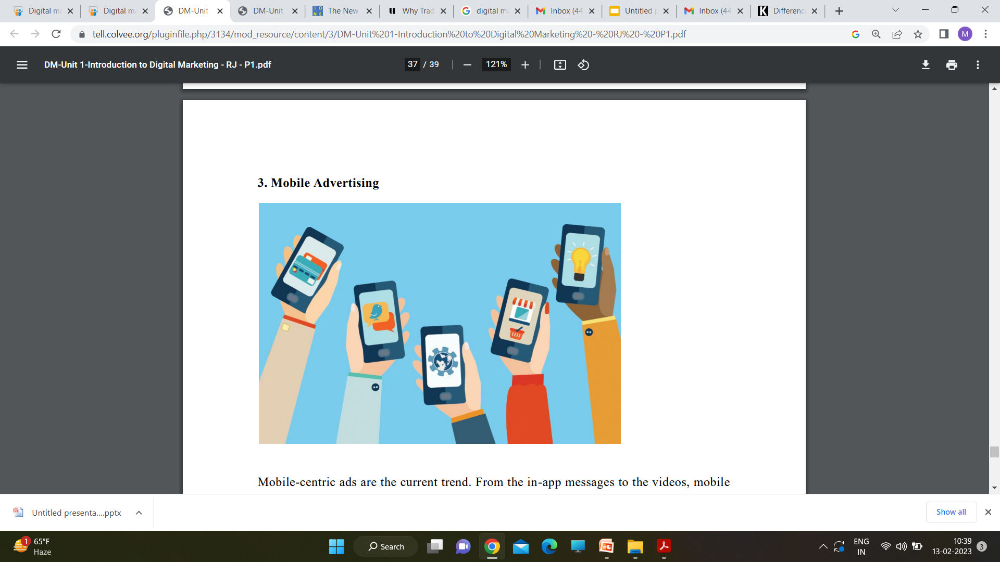 Digital ma
Digital ma
DM-Unit
DM-Unit
The New
Why Trad
digital ma
Inbox (44
Untitled p
Inbox (44
Differenc
tell.colvee.org/pluginfile.php/3134/mod_resource/content/3/DM-Unit%201-Introduction%20to%20Digital%20Marketing%20-%20RJ%20-%20P1.pdf
M
DM-Unit 1-Introduction to Digital Marketing - RJ - P1.pdf
37 / 39
121%
3. Mobile Advertising
Mobile-centric ads are the current trend. From the in-app messages to the videos, mobile
Untitled presenta....pptx
Show all
1
65°F
Haze
Search
ENG
IN
10:39
13-02-2023
3